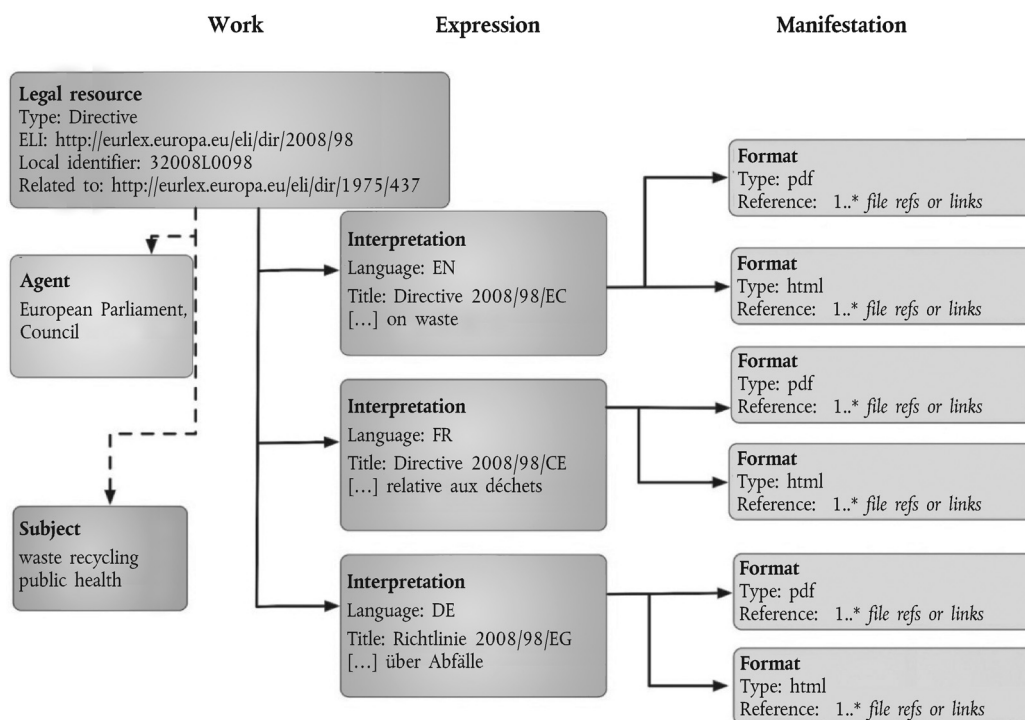 Work
Expression
Manifestation
Legal resource
Type: Directive
ELI: http://eurlex.europa.eu/eli/dir/2008/98
Local identifier: 32008L0098
Related to: http://eurlex.europa.eu/eli/dir/1975/437
Agent
European Parliament,
Council
Subject
waste recycling
public health
Interpretation
Language: EN
Title: Directive 2008/98/EC
[...] on waste
Interpretation
Language: FR
Title: Directive 2008/98/CE
[...] relative aux déchets
Interpretation
Language: DE
Title: Richtlinie 2008/98/EG
[...] über Abfälle
Format
Type: pdf
Reference: 1..* file refs or links
Format
Type: html
Reference: 1..* file refs or links
Format
Type: pdf
Reference: 1..* file refs or links
Format
Type: html
Reference: 1..* file refs or links
Format
Type: pdf
Reference: 1..* file refs or links
Format
Type: html
Reference: 1..* file refs or links